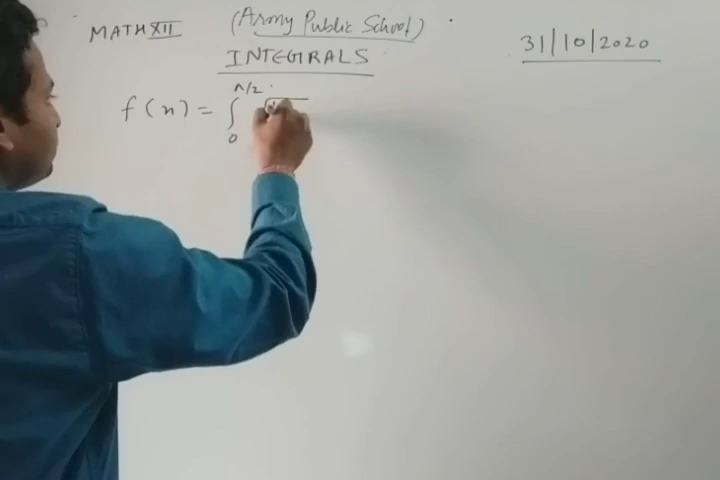 MATH XII (Army Public School) 31/10/2020
INTEGRALS
f(x) = ∫₀^π/2 √